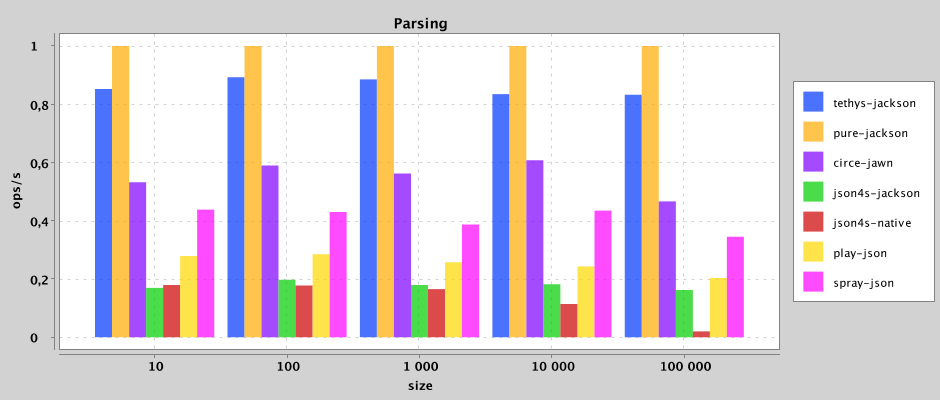 Parsing
ops/s
1
0,8
0,6
0,4
0,2
0
10
100
1 000
10 000
100 000
size
tethys-jackson
pure-jackson
circe-jawn
json4s-jackson
json4s-native
play-json
spray-json